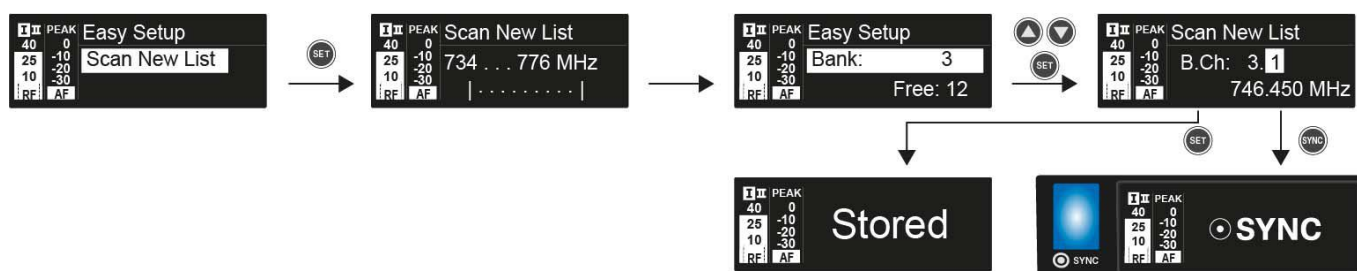 I II PEAK Easy Setup
40 0
25 -10 Scan New List
-20
10 -30
RF AF
SET
I II PEAK Scan New List
40 0
25 -10 734 . . . 776 MHz
-20
10 -30 | . . . . . . . . . |
RF AF
I II PEAK Easy Setup
40 0
25 -10 Bank: 3
-20
10 -30 Free: 12
RF AF
SET
I II PEAK Scan New List
40 0
25 -10 B.Ch: 3.1
-20
10 -30 746.450 MHz
RF AF
SET
SYNC
I II PEAK
40 0
25 -10 Stored
-20
10 -30
RF AF
SYNC
I II PEAK
40 0
25 -10 SYNC
-20
10 -30
RF AF